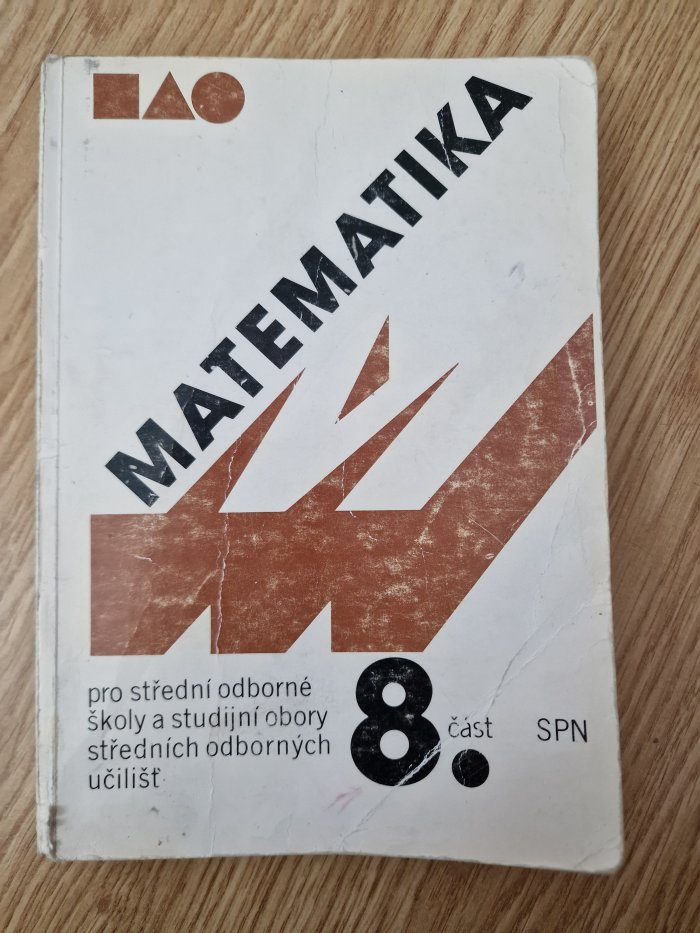 MATEMATIKA
pro střední odborné
školy a studijní obory
středních odborných
učilišť
8. část
SPN